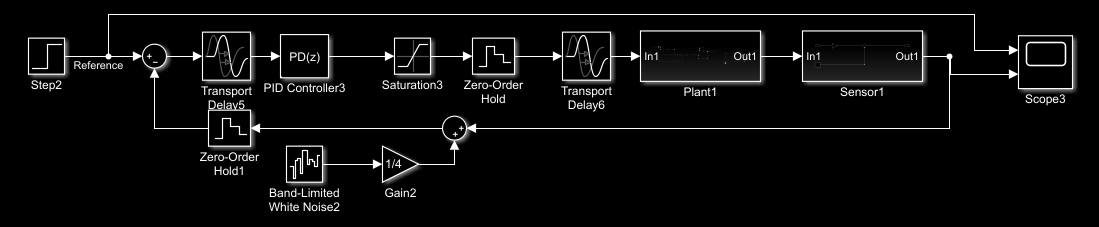 Step2
Reference
+
−
Transport
Delay5
PD(z)
PID Controller3
Saturation3
Zero-Order
Hold
Transport
Delay6
In1
Out1
Plant1
In1
Out1
Sensor1
Scope3
Zero-Order
Hold1
+
+
Band-Limited
White Noise2
1/4
Gain2